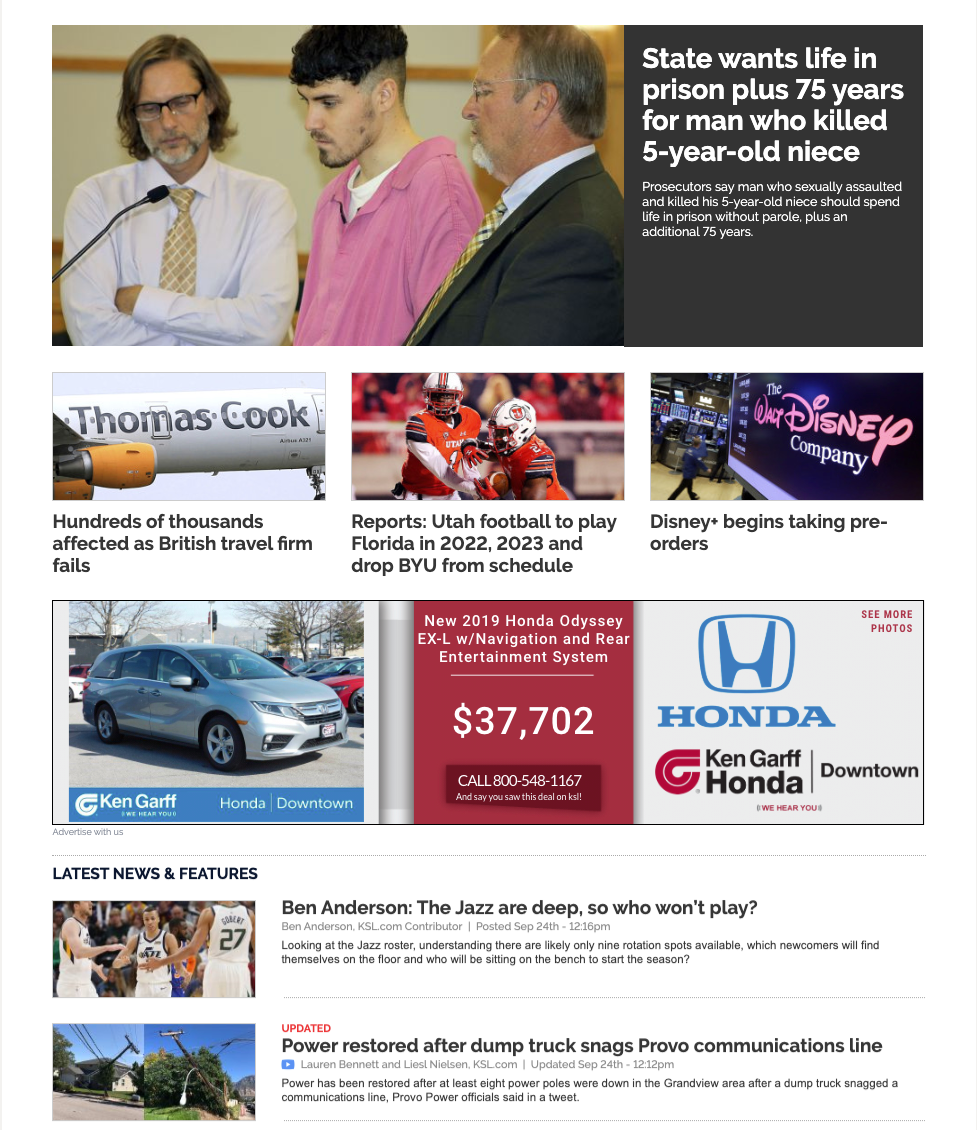 State wants life in
prison plus 75 years
for man who killed
5-year-old niece
Prosecutors say man who sexually assaulted
and killed his 5-year-old niece should spend
life in prison without parole, plus an
additional 75 years.
Thomas Cook
Airbus A321
UTAH
The
WALT DISNEY
Company
Hundreds of thousands
affected as British travel firm
fails
Reports: Utah football to play
Florida in 2022, 2023 and
drop BYU from schedule
Disney+ begins taking pre-
orders
Ken Garff
WE HEAR YOU
Honda | Downtown
New 2019 Honda Odyssey
EX-L w/Navigation and Rear
Entertainment System
$37,702
CALL 800-548-1167
And say you saw this deal on ksl!
SEE MORE
PHOTOS
HONDA
Ken Garff
Honda | Downtown
WE HEAR YOU
Advertise with us
LATEST NEWS & FEATURES
GOBERT
27
Ben Anderson: The Jazz are deep, so who won't play?
Ben Anderson, KSL.com Contributor | Posted Sep 24th - 12:16pm
Looking at the Jazz roster, understanding there are likely only nine rotation spots available, which newcomers will find
themselves on the floor and who will be sitting on the bench to start the season?
UPDATED
Power restored after dump truck snags Provo communications line
Lauren Bennett and Liesl Nielsen, KSL.com | Updated Sep 24th - 12:12pm
Power has been restored after at least eight power poles were down in the Grandview area after a dump truck snagged a
communications line, Provo Power officials said in a tweet.